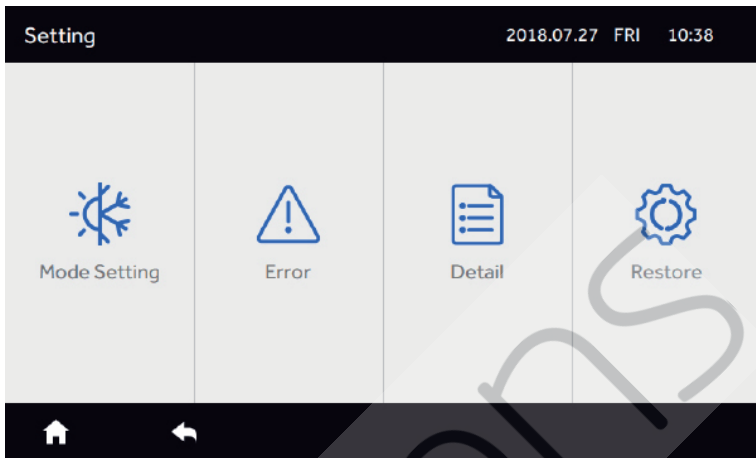 Setting 2018.07.27 FRI 10:38
Mode Setting Error Detail Restore